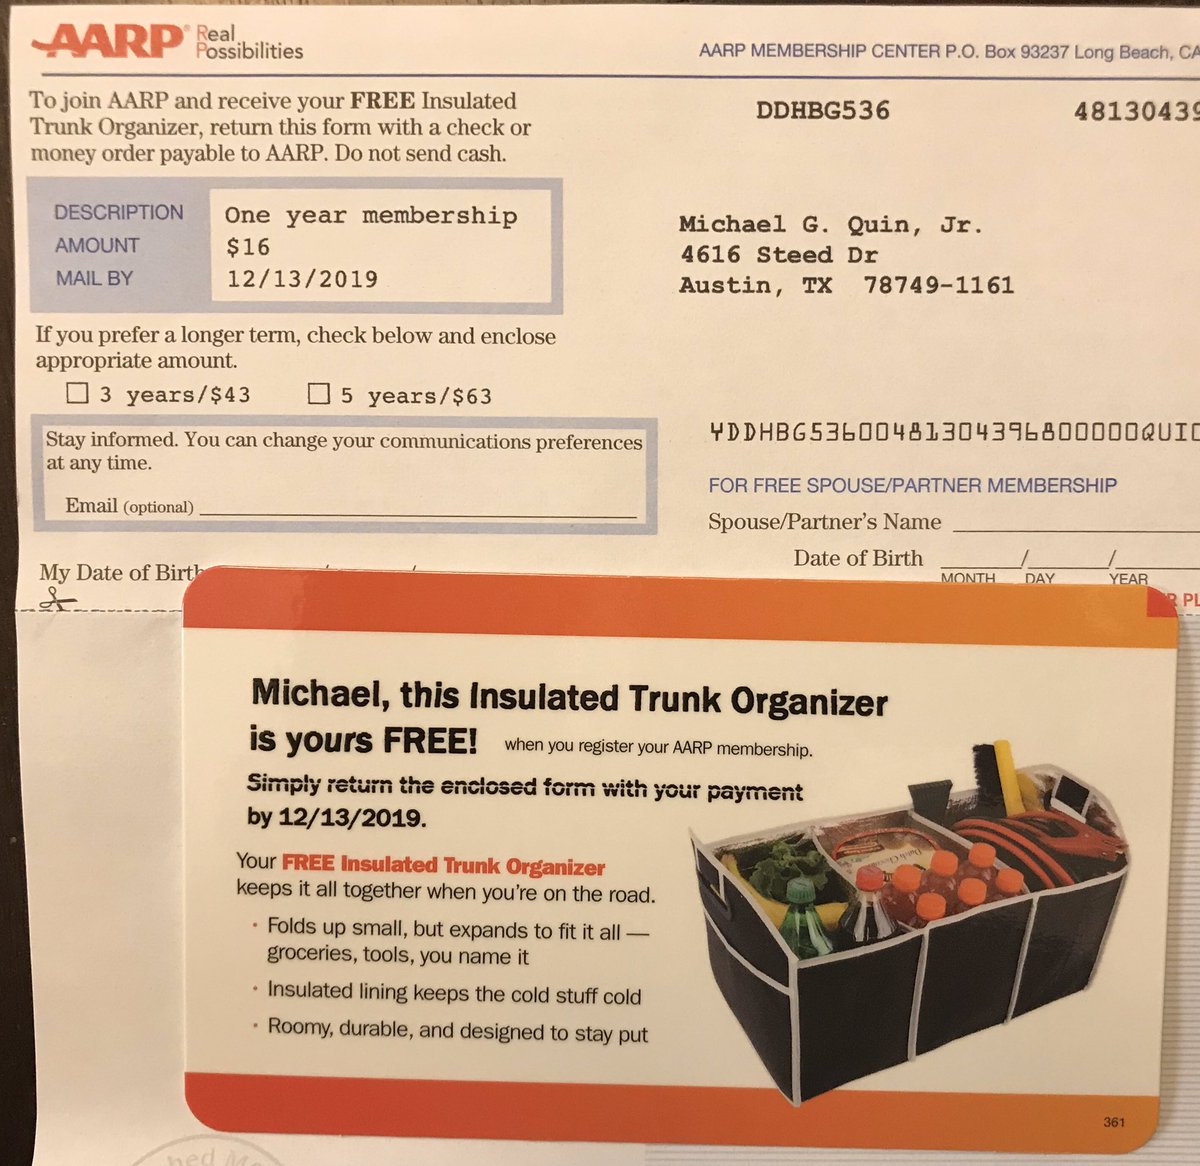 AARP® Real Possibilities
AARP MEMBERSHIP CENTER P.O. Box 93237 Long Beach, CA
To join AARP and receive your FREE Insulated
Trunk Organizer, return this form with a check or
money order payable to AARP. Do not send cash.
DDHBG536 48130439
DESCRIPTION One year membership
AMOUNT $16
MAIL BY 12/13/2019
Michael G. Quin, Jr.
4616 Steed Dr
Austin, TX 78749-1161
If you prefer a longer term, check below and enclose
appropriate amount.
3 years/$43 5 years/$63
Stay informed. You can change your communications preferences
at any time.
Email (optional)
YDDHBG53600481304396800000QUIO
FOR FREE SPOUSE/PARTNER MEMBERSHIP
Spouse/Partner's Name
Date of Birth / /
MONTH DAY YEAR
My Date of Birth
Michael, this Insulated Trunk Organizer
is yours FREE! when you register your AARP membership.
Simply return the enclosed form with your payment
by 12/13/2019.
Your FREE Insulated Trunk Organizer
keeps it all together when you're on the road.
· Folds up small, but expands to fit it all —
groceries, tools, you name it
· Insulated lining keeps the cold stuff cold
· Roomy, durable, and designed to stay put
Dutch
361